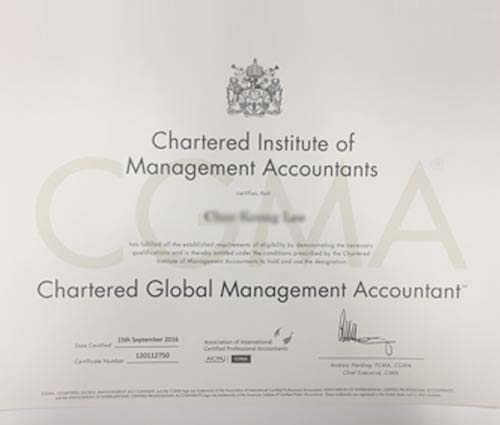 CGMA
Chartered Institute of
Management Accountants
certifies that
has fulfilled all the established requirements of eligibility by demonstrating the necessary
qualifications and is hereby entitled under the conditions prescribed by the Chartered
Institute of Management Accountants to hold and use the designation
Chartered Global Management Accountant™
Date Certified 15th September 2016
Certificate Number 120112750
Association of International
Certified Professional Accountants
AICPA CIMA
Andrew Harding, FCMA, CGMA
Chief Executive, CIMA